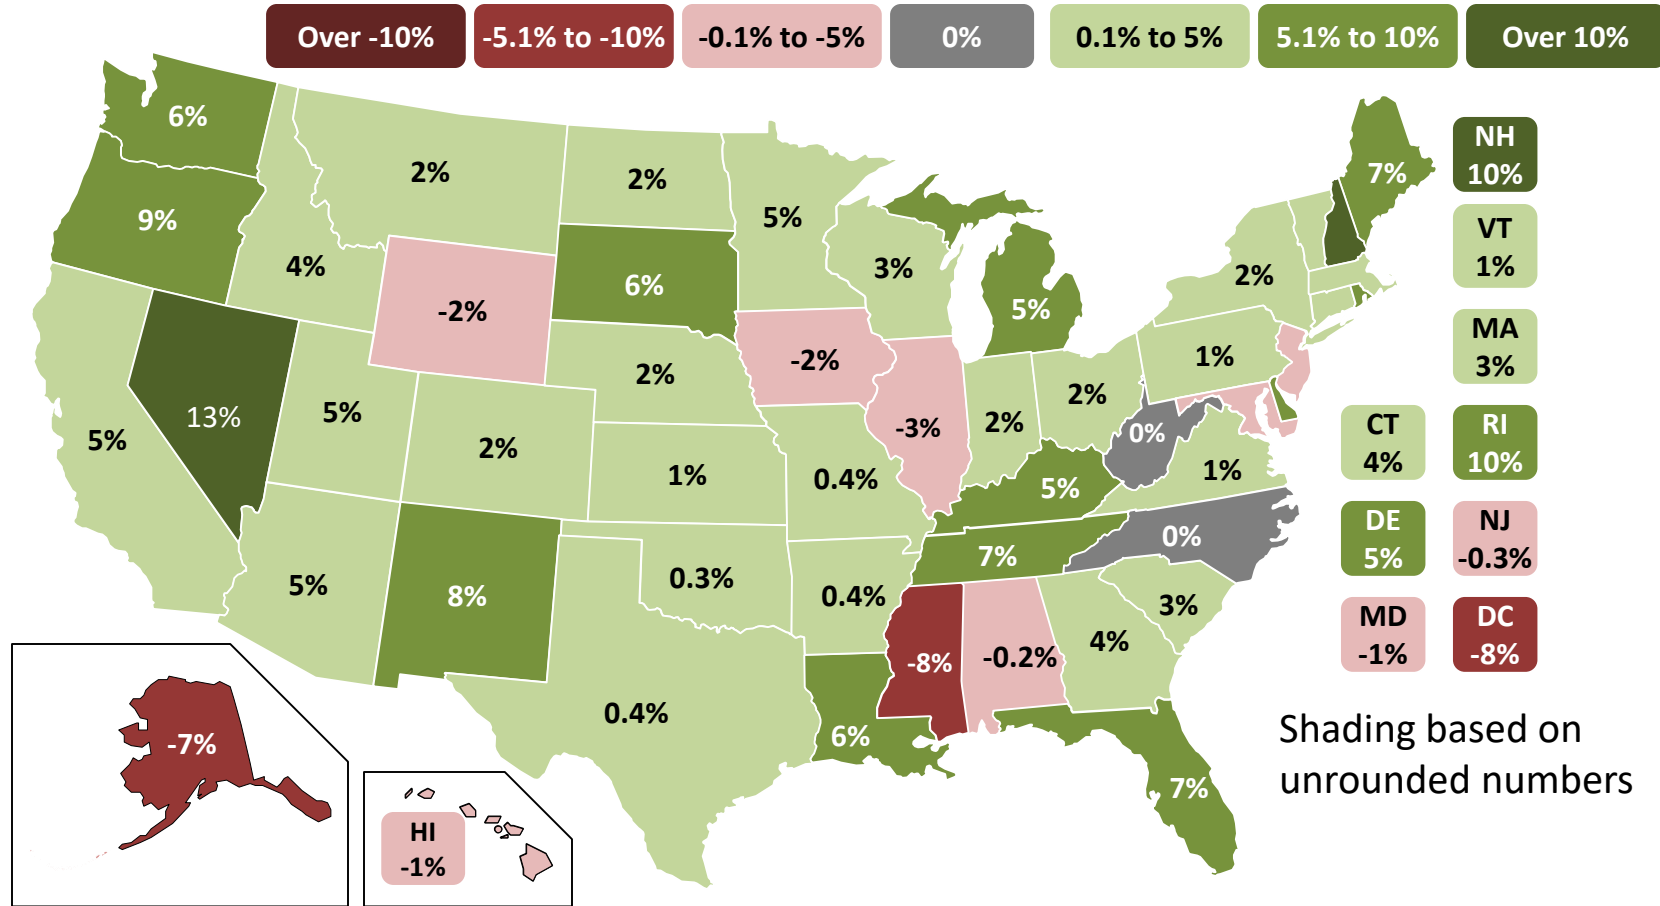 Over -10%
-5.1% to -10%
-0.1% to -5%
0%
0.1% to 5%
5.1% to 10%
Over 10%
6%
9%
4%
2%
2%
5%
3%
5%
7%
NH
10%
VT
1%
MA
3%
CT
4%
RI
10%
DE
5%
NJ
-0.3%
MD
-1%
DC
-8%
-2%
6%
2%
-2%
-3%
2%
2%
1%
2%
0%
1%
5%
13%
5%
2%
1%
0.4%
5%
0%
7%
5%
8%
0.3%
0.4%
3%
4%
-0.2%
-8%
0.4%
6%
7%
-7%
HI
-1%
Shading based on
unrounded numbers